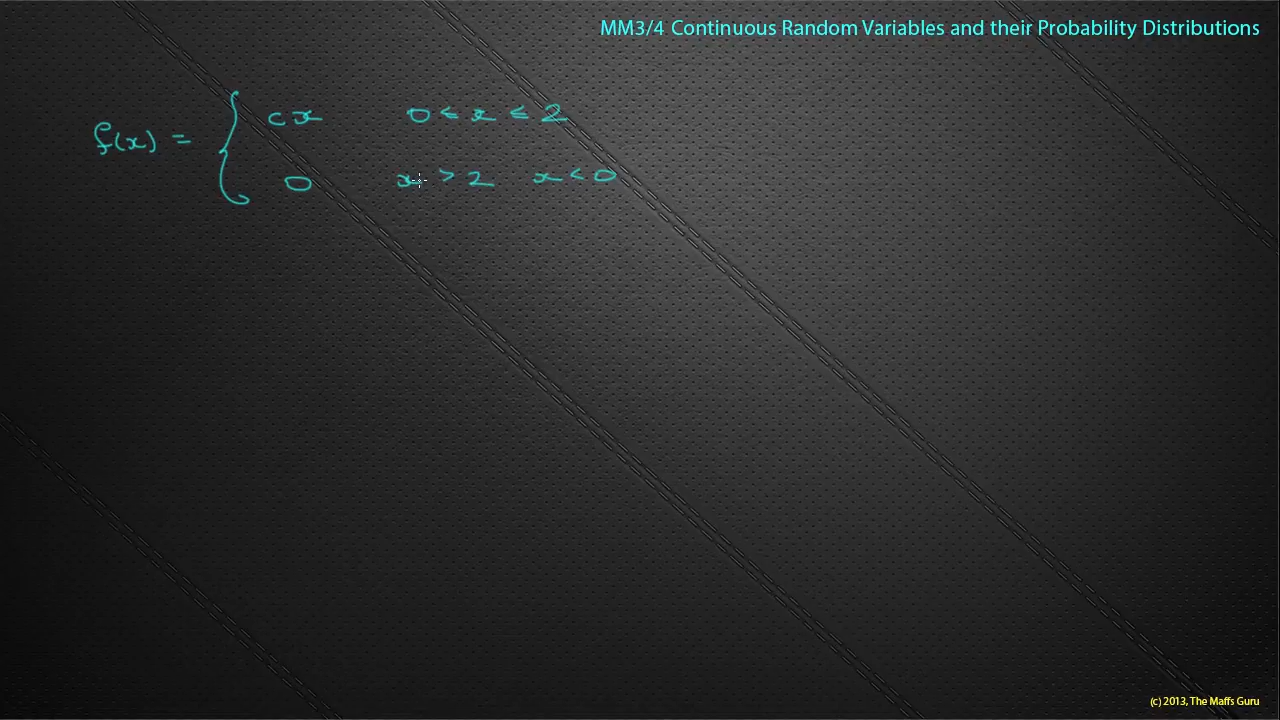 MM3/4 Continuous Random Variables and their Probability Distributions
f(x) = { cx 0 ≤ x ≤ 2
0 x > 2 x < 0
(c) 2013, The Maffs Guru